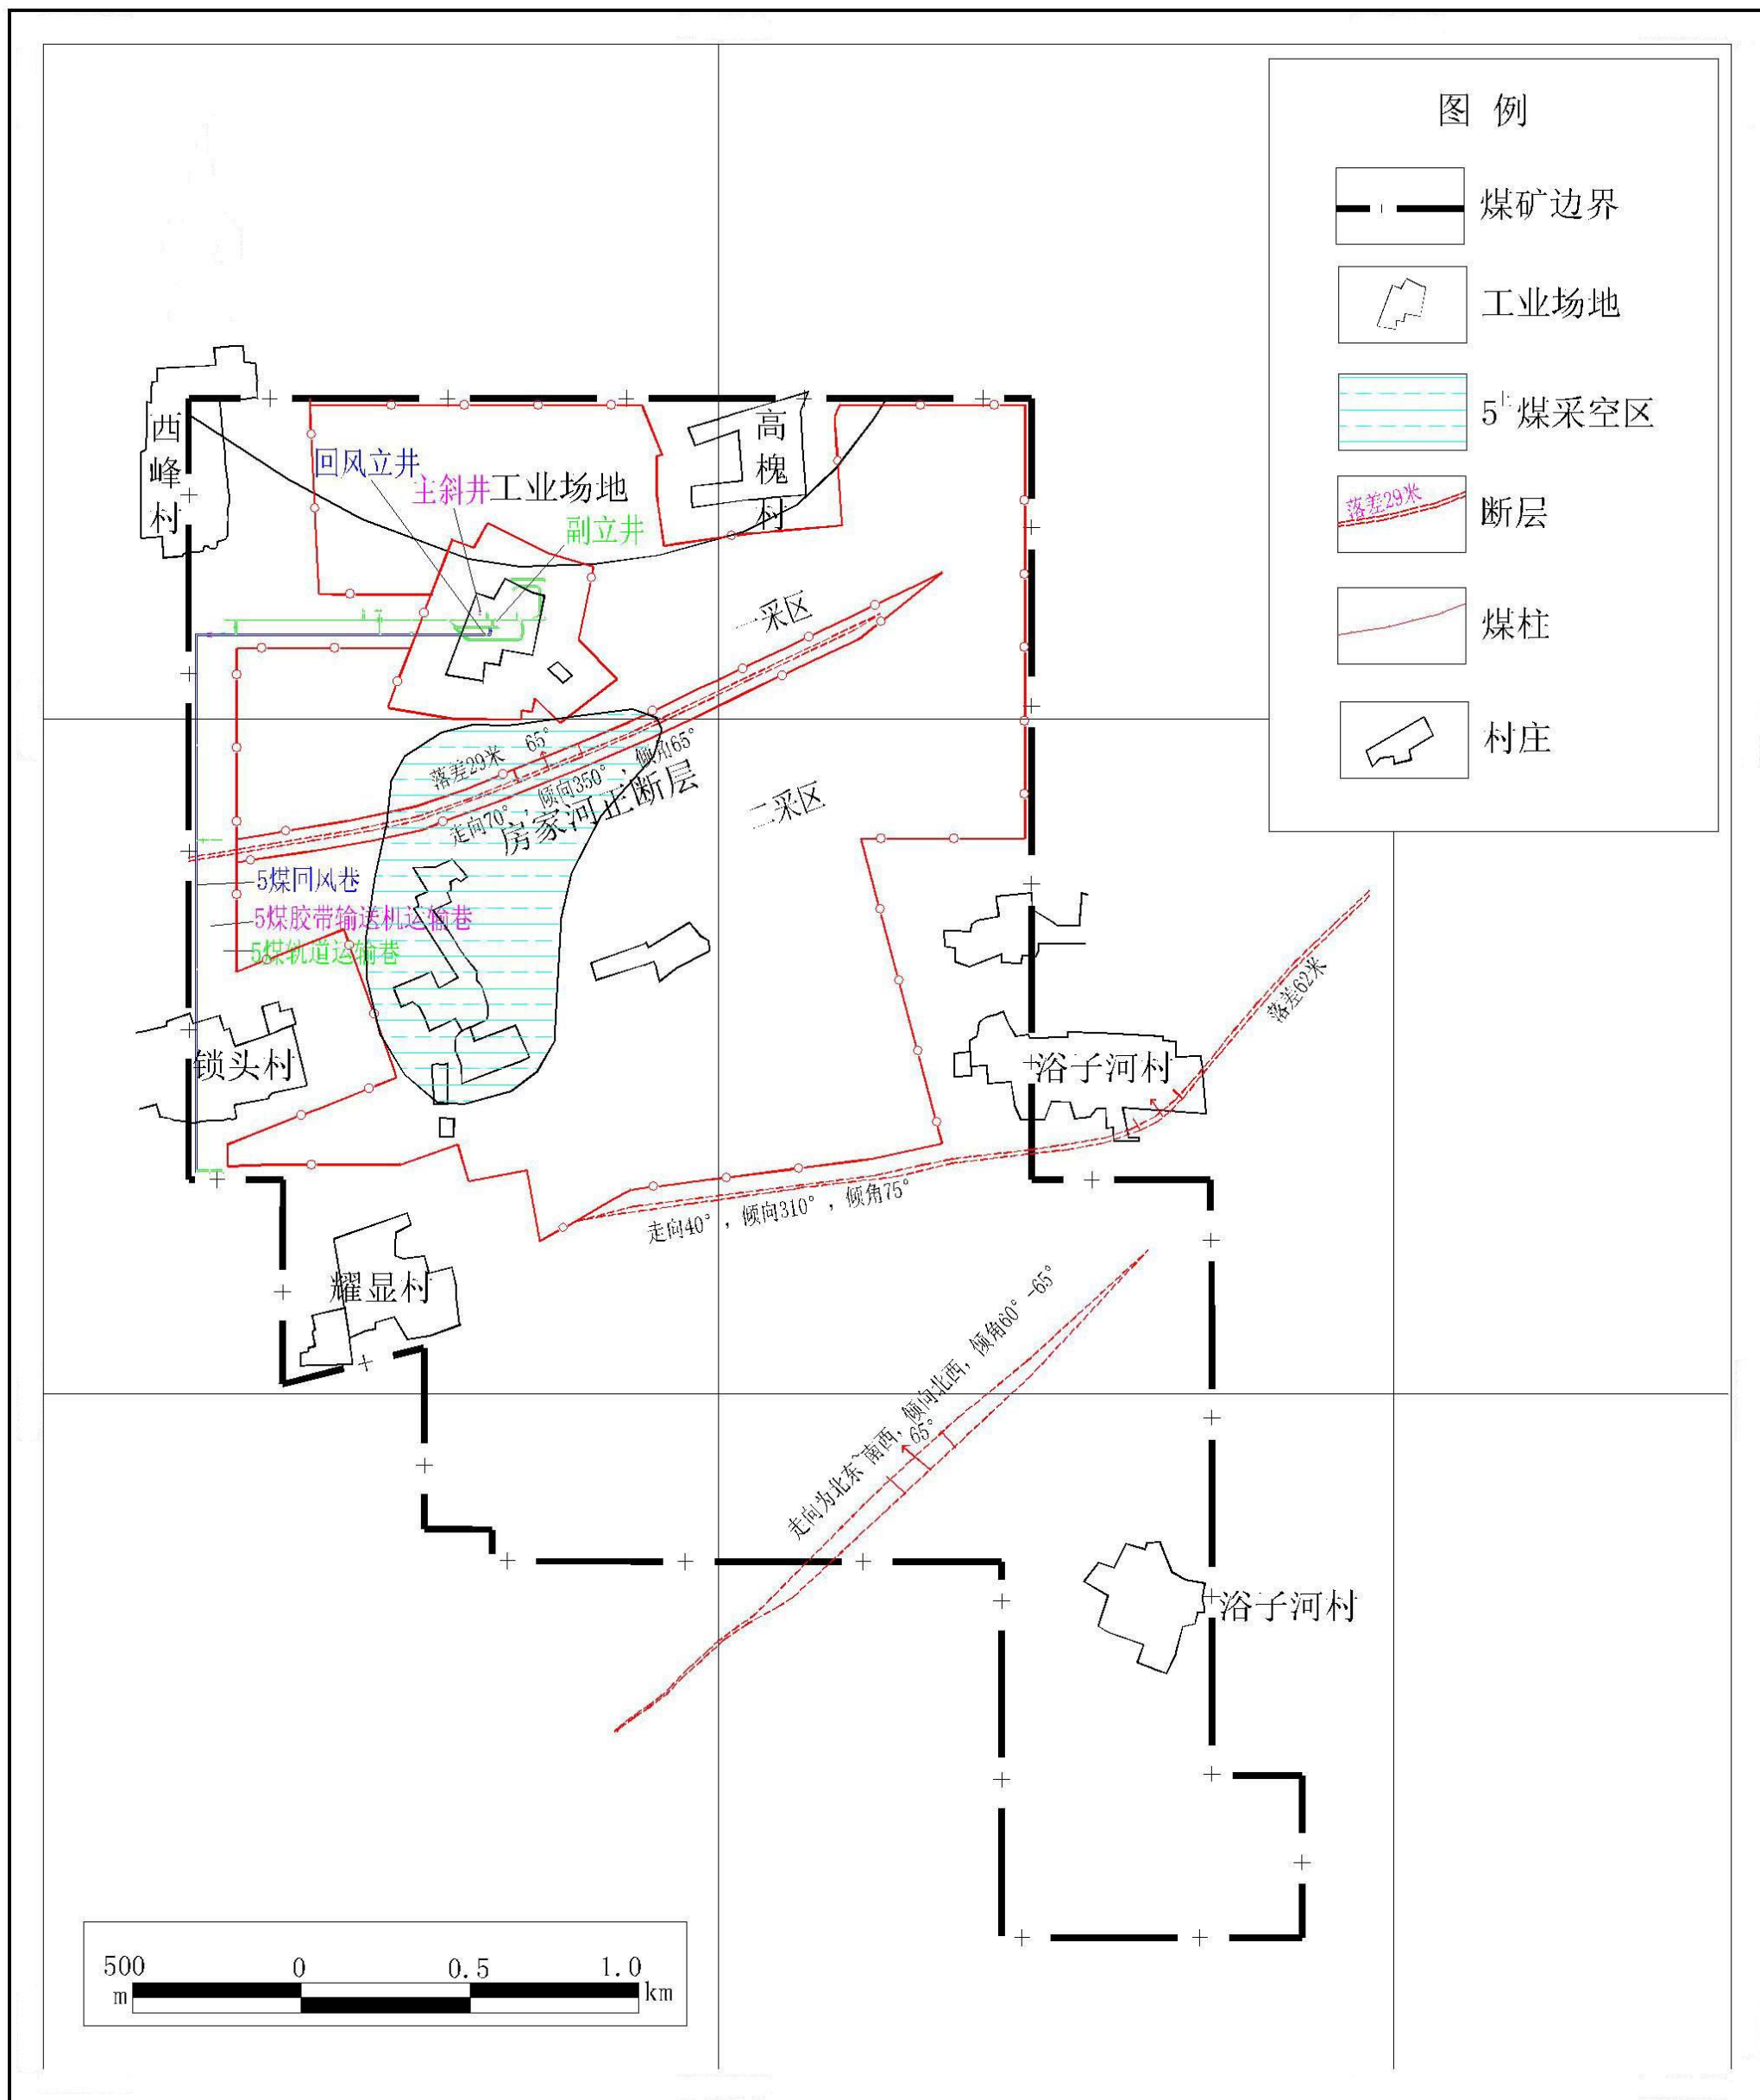 图 例
煤矿边界
工业场地
5上煤采空区
落差29米
断层
煤柱
村庄
西峰村
高槐村
回风立井
主斜井
工业场地
副立井
一采区
落差29米
65°
走向70°，倾向350°，倾角65°
房家河正断层
二采区
5煤回风巷
5煤胶带输送机运输巷
5煤轨道运输巷
锁头村
浴子河村
落差62米
走向40°，倾向310°，倾角75°
耀显村
走向为北东~南西，倾向北西，倾角60°-65°
65°
浴子河村
500 0 0.5 1.0
m km